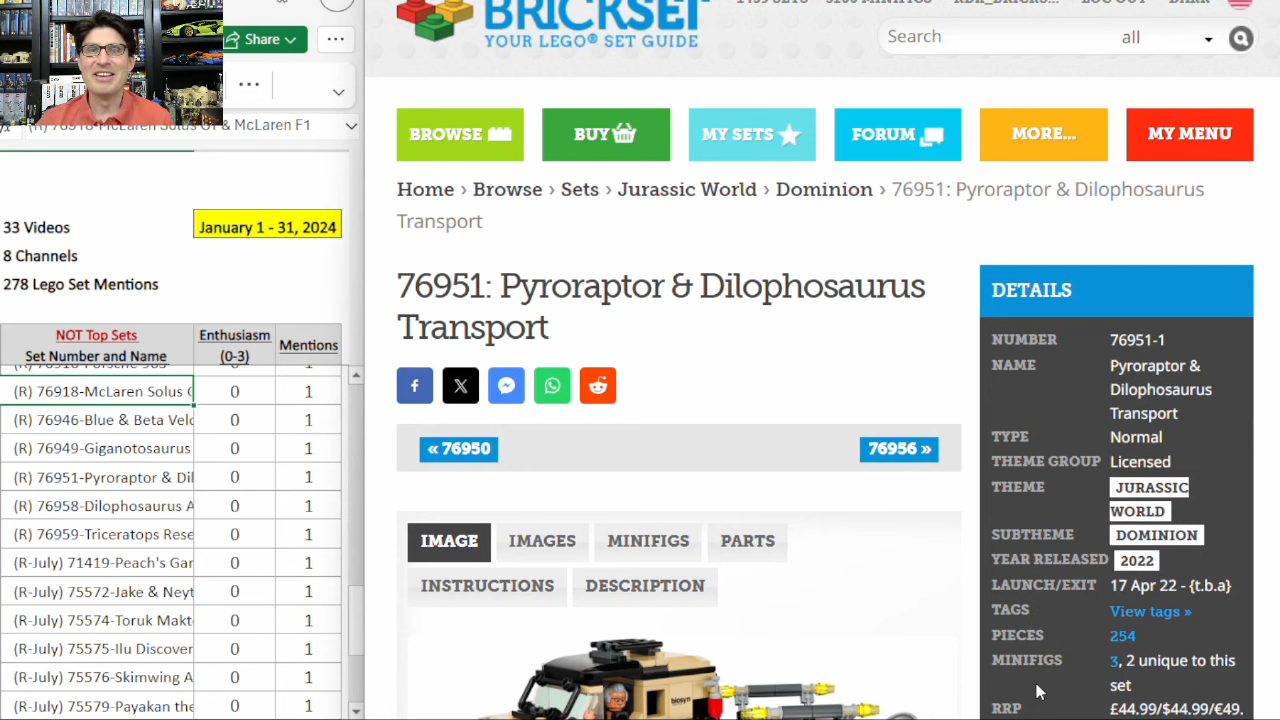 Share
(R) 76918-McLaren Solus GT & McLaren F1
33 Videos
January 1 - 31, 2024
8 Channels
278 Lego Set Mentions
NOT Top Sets
Set Number and Name
Enthusiasm
(0-3)
Mentions
(R) 76918-McLaren Solus G 0 1
(R) 76946-Blue & Beta Velo 0 1
(R) 76949-Giganotosaurus 0 1
(R) 76951-Pyroraptor & Dil 0 1
(R) 76958-Dilophosaurus A 0 1
(R) 76959-Triceratops Rese 0 1
(R-July) 71419-Peach's Gar 0 1
(R-July) 75572-Jake & Neyt 0 1
(R-July) 75574-Toruk Makt 0 1
(R-July) 75575-Ilu Discover 0 1
(R-July) 75576-Skimwing A 0 1
(R-July) 75579-Payakan the 0 1
BRICKSET
YOUR LEGO® SET GUIDE
Search
all
BROWSE
BUY
MY SETS
FORUM
MORE...
MY MENU
Home › Browse › Sets › Jurassic World › Dominion › 76951: Pyroraptor & Dilophosaurus
Transport
76951: Pyroraptor & Dilophosaurus
Transport
« 76950
76956 »
IMAGE
IMAGES
MINIFIGS
PARTS
INSTRUCTIONS
DESCRIPTION
biosyn
DETAILS
NUMBER 76951-1
NAME Pyroraptor &
Dilophosaurus
Transport
TYPE Normal
THEME GROUP Licensed
THEME JURASSIC
WORLD
SUBTHEME DOMINION
YEAR RELEASED 2022
LAUNCH/EXIT 17 Apr 22 - {t.b.a}
TAGS View tags »
PIECES 254
MINIFIGS 3, 2 unique to this
set
RRP £44.99/$44.99/€49.